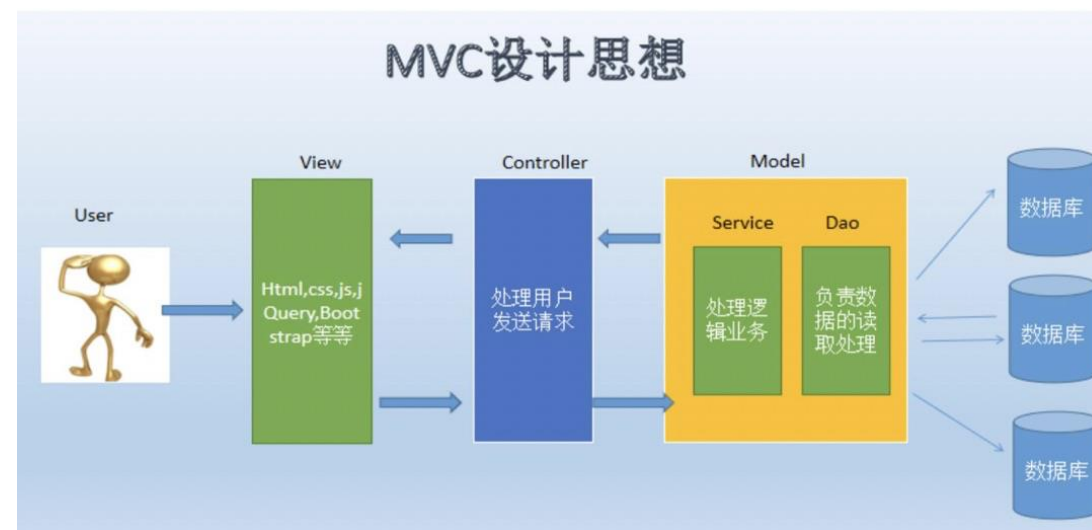 MVC设计思想
User
View
Html,css,js,j
Query,Boot
strap等等
Controller
处理用户
发送请求
Model
Service
处理逻
辑业务
Dao
负责数
据的读
取处理
数据库
数据库
数据库